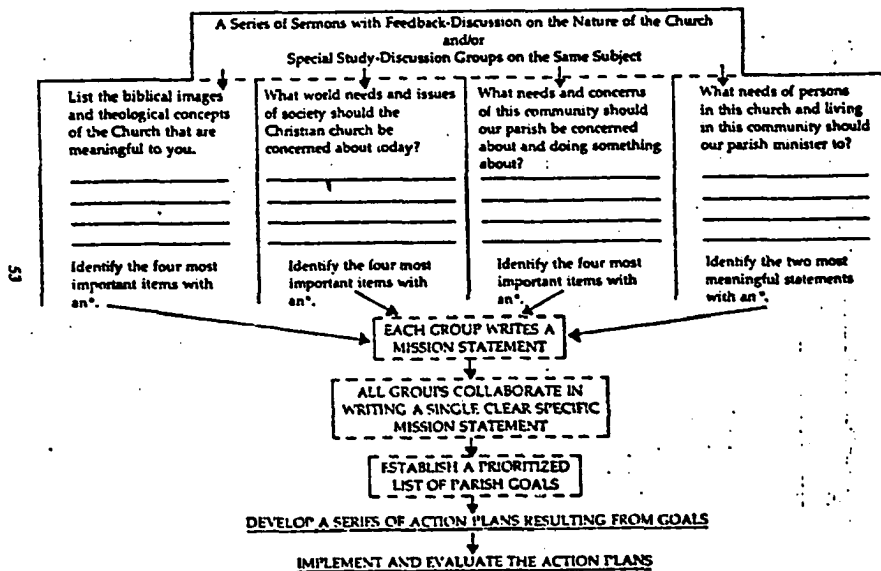 A Series of Sermons with Feedback-Discussion on the Nature of the Church
and/or
Special Study-Discussion Groups on the Same Subject
List the biblical images
and theological concepts
of the Church that are
meaningful to you.
Identify the four most
important items with
an*.
What world needs and issues
of society should the
Christian church be
concerned about today?
Identify the four most
important items with
an*.
What needs and concerns
of this community should
our parish be concerned
about and doing something
about?
Identify the four most
important items with
an*.
What needs of persons
in this church and living
in this community should
our parish minister to?
Identify the two most
meaningful statements
with an*.
53
EACH GROUP WRITES A
MISSION STATEMENT
ALL GROUPS COLLABORATE IN
WRITING A SINGLE CLEAR SPECIFIC
MISSION STATEMENT
ESTABLISH A PRIORITIZED
LIST OF PARISH GOALS
DEVELOP A SERIES OF ACTION PLANS RESULTING FROM GOALS
IMPLEMENT AND EVALUATE THE ACTION PLANS